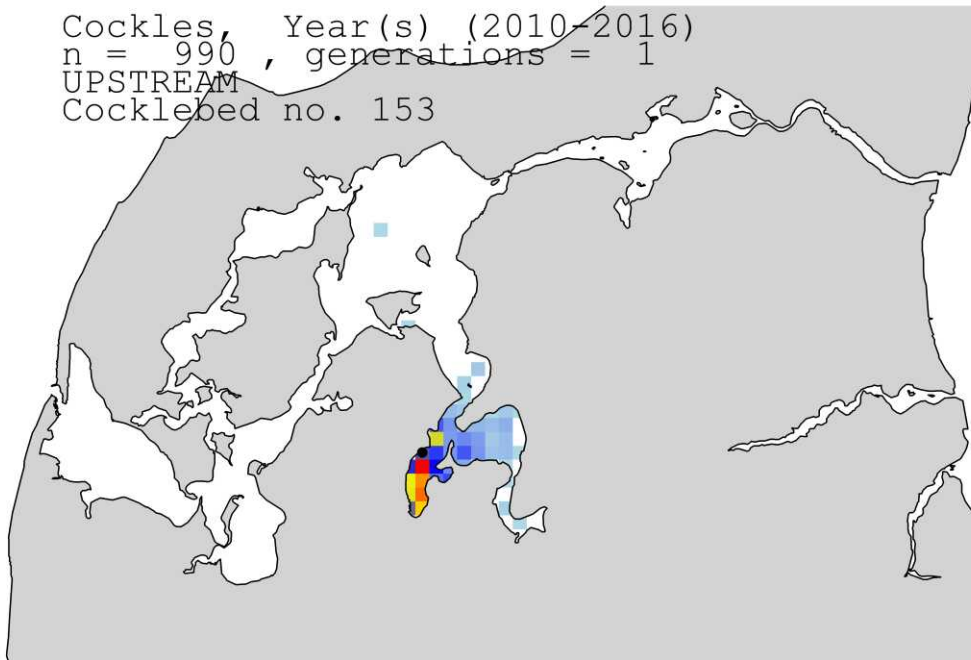 Cockles, Year(s) (2010-2016)
n = 990 , generations = 1
UPSTREAM
Cocklebed no. 153